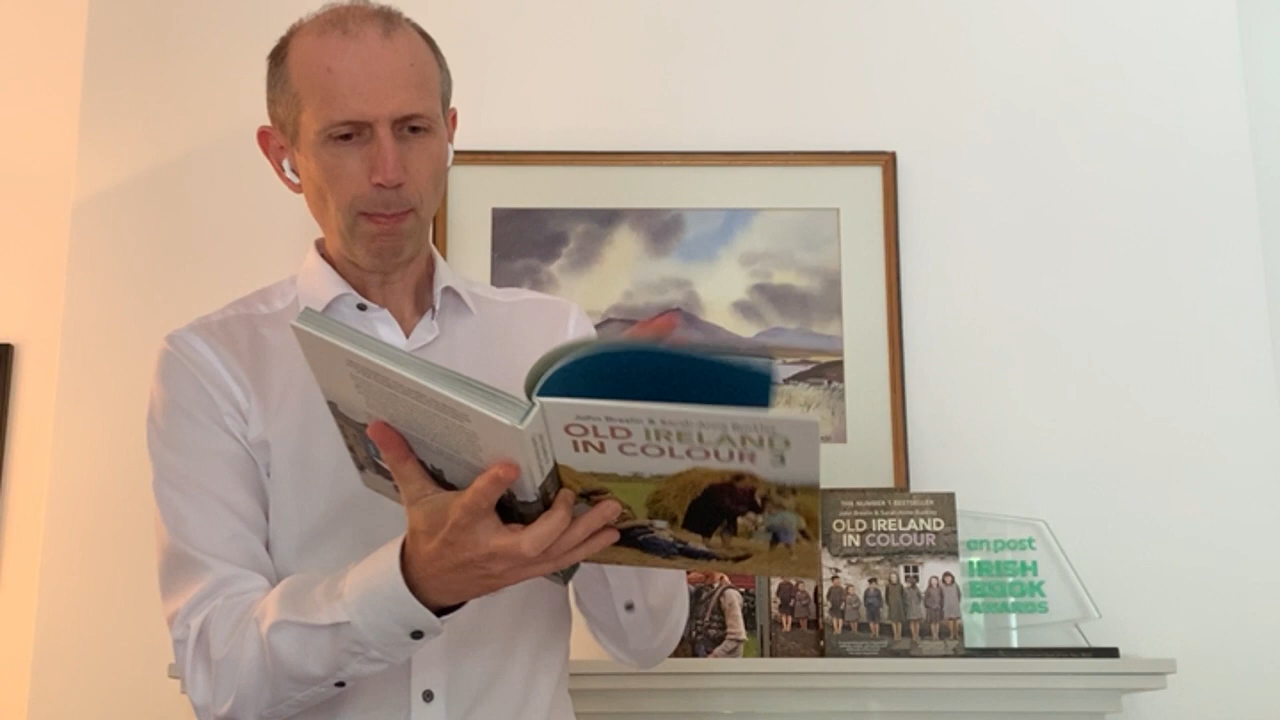 John Breslin & Sarah-Anne Buckley
OLD IRELAND
IN COLOUR 3
THE NUMBER 1 BESTSELLER
John Breslin & Sarah-Anne Buckley
OLD IRELAND
IN COLOUR
an post
IRISH
BOOK
AWARDS